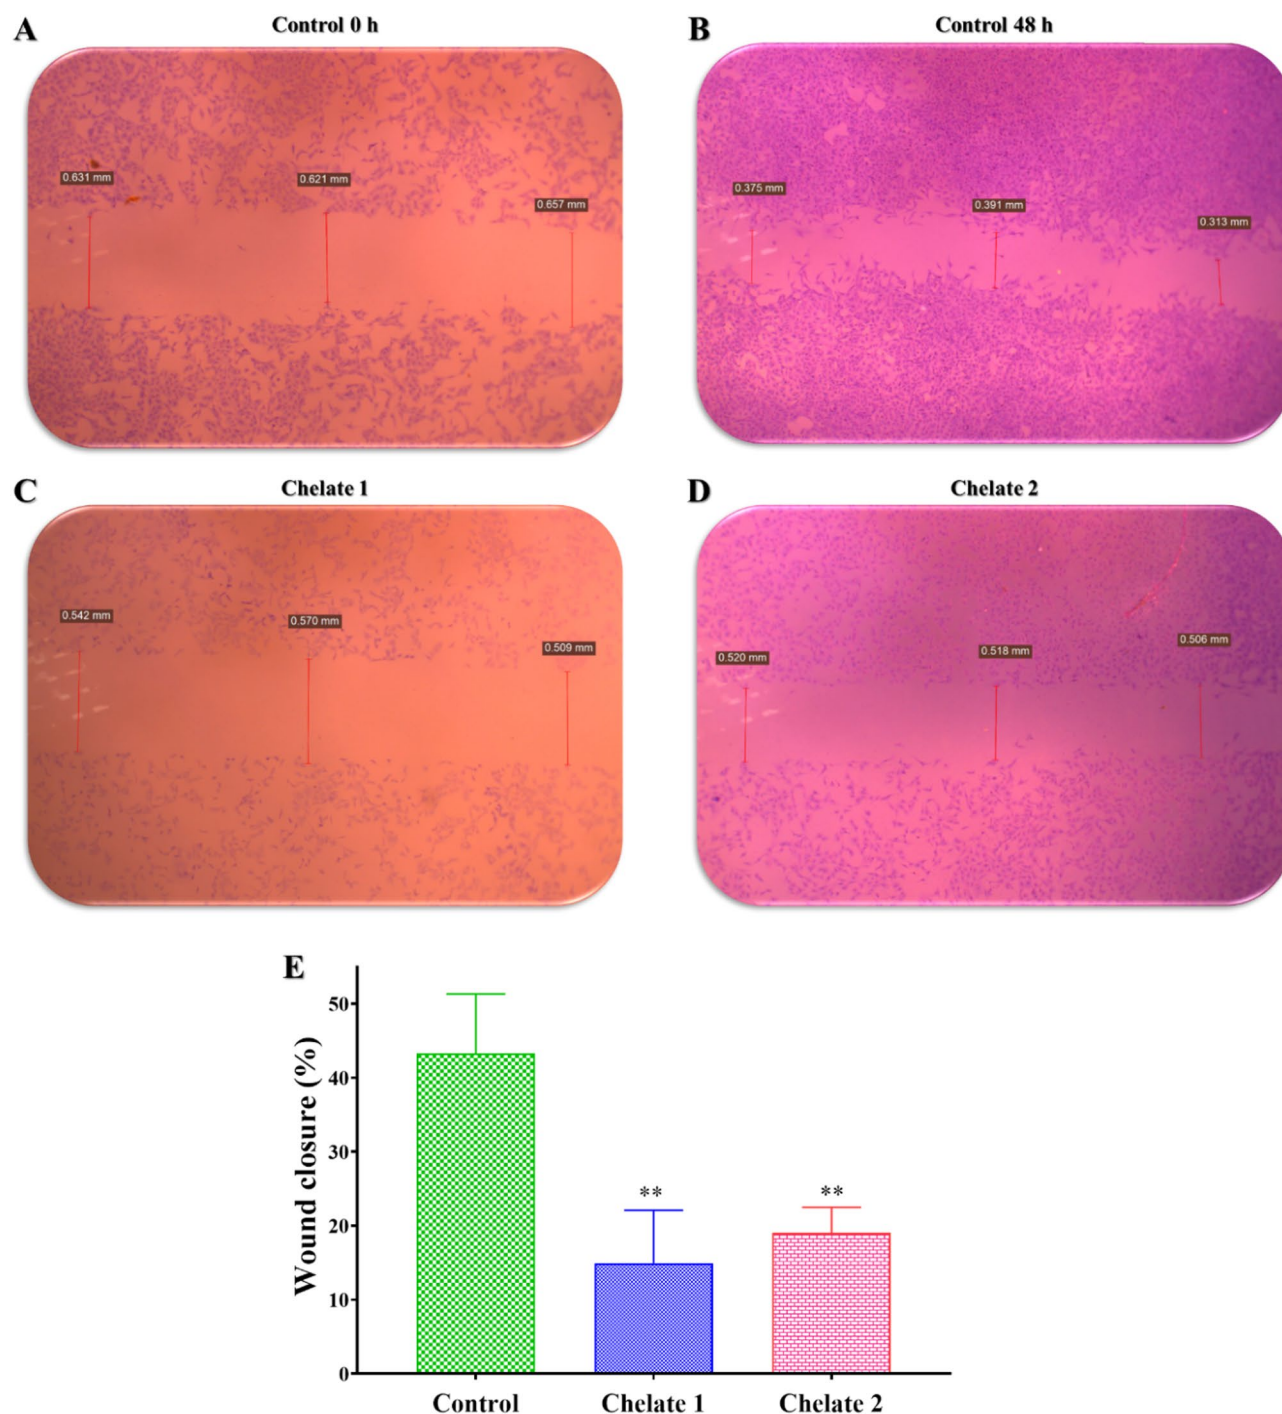 A
Control 0 h
B
Control 48 h
0.631 mm
0.621 mm
0.657 mm
0.375 mm
0.391 mm
0.313 mm
C
Chelate 1
D
Chelate 2
0.542 mm
0.570 mm
0.509 mm
0.520 mm
0.518 mm
0.506 mm
E
Wound closure (%)
50
40
30
20
10
0
**
**
Control
Chelate 1
Chelate 2